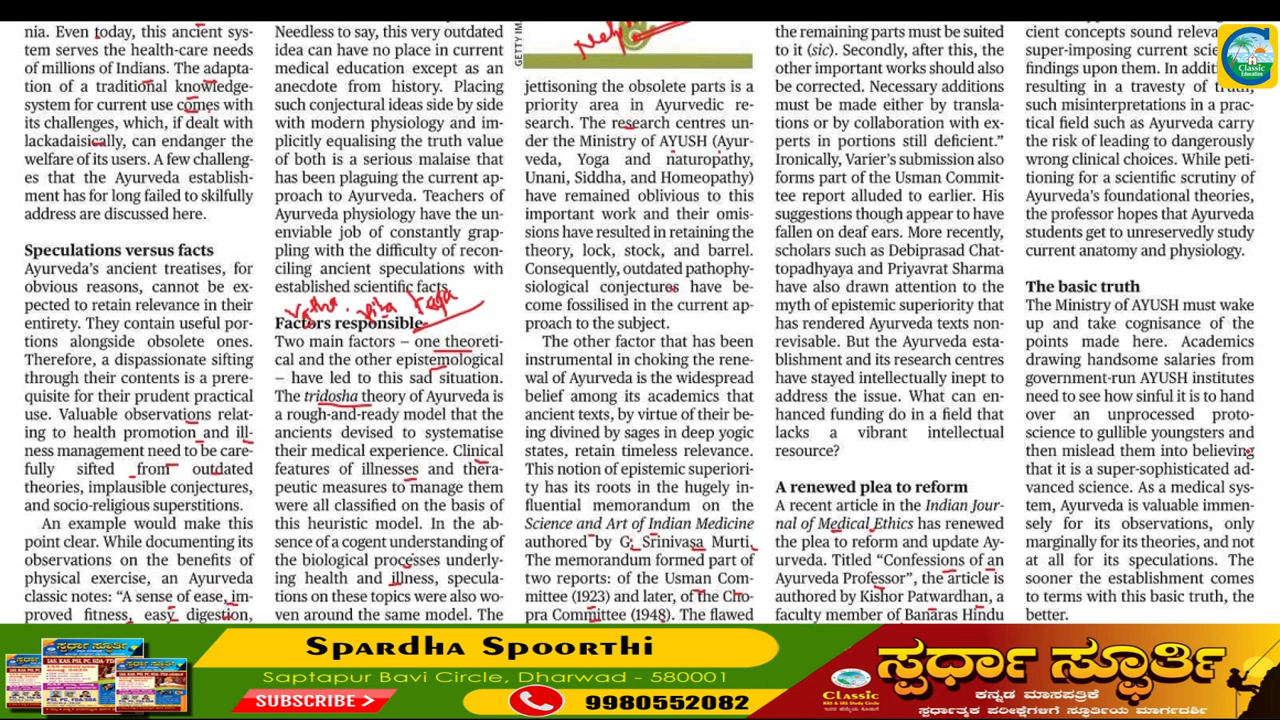 nia. Even today, this ancient sys-
tem serves the health-care needs
of millions of Indians. The adapta-
tion of a traditional knowledge-
system for current use comes with
its challenges, which, if dealt with
lackadaisically, can endanger the
welfare of its users. A few challeng-
es that the Ayurveda establish-
ment has for long failed to skilfully
address are discussed here.
Speculations versus facts
Ayurveda's ancient treatises, for
obvious reasons, cannot be ex-
pected to retain relevance in their
entirety. They contain useful por-
tions alongside obsolete ones.
Therefore, a dispassionate sifting
through their contents is a prere-
quisite for their prudent practical
use. Valuable observations relat-
ing to health promotion and ill-
ness management need to be care-
fully sifted from outdated
theories, implausible conjectures,
and socio-religious superstitions.
An example would make this
point clear. While documenting its
observations on the benefits of
physical exercise, an Ayurveda
classic notes: "A sense of ease, im-
proved fitness, easy digestion,
Needless to say, this very outdated
idea can have no place in current
medical education except as an
anecdote from history. Placing
such conjectural ideas side by side
with modern physiology and im-
plicitly equalising the truth value
of both is a serious malaise that
has been plaguing the current ap-
proach to Ayurveda. Teachers of
Ayurveda physiology have the un-
enviable job of constantly grap-
pling with the difficulty of recon-
ciling ancient speculations with
established scientific facts.
Factors responsible
Two main factors – one theoreti-
cal and the other epistemological
– have led to this sad situation.
The tridosha theory of Ayurveda is
a rough-and-ready model that the
ancients devised to systematise
their medical experience. Clinical
features of illnesses and thera-
peutic measures to manage them
were all classified on the basis of
this heuristic model. In the ab-
sence of a cogent understanding of
the biological processes underly-
ing health and illness, specula-
tions on these topics were also wo-
ven around the same model. The
GETTY IM
jettisoning the obsolete parts is a
priority area in Ayurvedic re-
search. The research centres un-
der the Ministry of AYUSH (Ayur-
veda, Yoga and naturopathy,
Unani, Siddha, and Homeopathy)
have remained oblivious to this
important work and their omis-
sions have resulted in retaining the
theory, lock, stock, and barrel.
Consequently, outdated pathophy-
siological conjectures have be-
come fossilised in the current ap-
proach to the subject.
The other factor that has been
instrumental in choking the rene-
wal of Ayurveda is the widespread
belief among its academics that
ancient texts, by virtue of their be-
ing divined by sages in deep yogic
states, retain timeless relevance.
This notion of epistemic superiori-
ty has its roots in the hugely in-
fluential memorandum on the
Science and Art of Indian Medicine
authored by G. Srinivasa Murti.
The memorandum formed part of
two reports: of the Usman Com-
mittee (1923) and later, of the Cho-
pra Committee (1948). The flawed
the remaining parts must be suited
to it (sic). Secondly, after this, the
other important works should also
be corrected. Necessary additions
must be made either by transla-
tions or by collaboration with ex-
perts in portions still deficient."
Ironically, Varier's submission also
forms part of the Usman Commit-
tee report alluded to earlier. His
suggestions though appear to have
fallen on deaf ears. More recently,
scholars such as Debiprasad Chat-
topadhyaya and Priyavrat Sharma
have also drawn attention to the
myth of epistemic superiority that
has rendered Ayurveda texts non-
revisable. But the Ayurveda esta-
blishment and its research centres
have stayed intellectually inept to
address the issue. What can en-
hanced funding do in a field that
lacks a vibrant intellectual
resource?
A renewed plea to reform
A recent article in the Indian Jour-
nal of Medical Ethics has renewed
the plea to reform and update Ay-
urveda. Titled "Confessions of an
Ayurveda Professor", the article is
authored by Kishor Patwardhan, a
faculty member of Banaras Hindu
cient concepts sound releva
super-imposing current scie
findings upon them. In additi
resulting in a travesty of truth,
such misinterpretations in a prac-
tical field such as Ayurveda carry
the risk of leading to dangerously
wrong clinical choices. While peti-
tioning for a scientific scrutiny of
Ayurveda's foundational theories,
the professor hopes that Ayurveda
students get to unreservedly study
current anatomy and physiology.
The basic truth
The Ministry of AYUSH must wake
up and take cognisance of the
points made here. Academics
drawing handsome salaries from
government-run AYUSH institutes
need to see how sinful it is to hand
over an unprocessed proto-
science to gullible youngsters and
then mislead them into believing
that it is a super-sophisticated ad-
vanced science. As a medical sys-
tem, Ayurveda is valuable immen-
sely for its observations, only
marginally for its theories, and not
at all for its speculations. The
sooner the establishment comes
to terms with this basic truth, the
better.
Classic
Education
SPARDHA SPOORTHI
Saptapur Bavi Circle, Dharwad - 580001
SUBSCRIBE
9980552082
Classic
KAS & IAS Study Circle
ಸ್ಪರ್ಧಾ ಸ್ಫೂರ್ತಿ
ಕನ್ನಡ ಮಾಸಪತ್ರಿಕೆ
ಸ್ಪರ್ಧಾತ್ಮಕ ಪರೀಕ್ಷೆಗಳಿಗೆ ಸ್ಫೂರ್ತಿಯ ಮಾರ್ಗದರ್ಶಿ